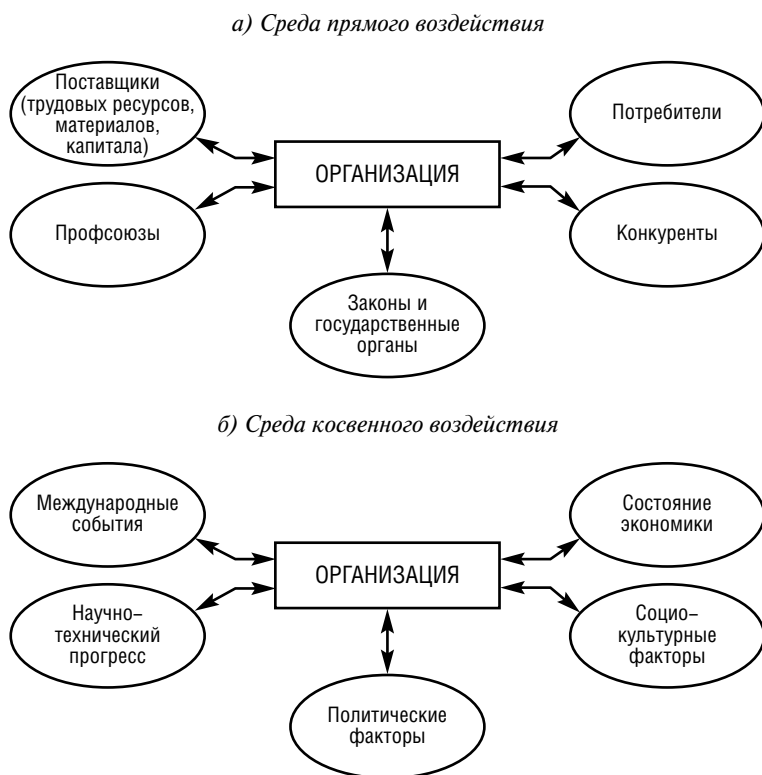 а) Среда прямого воздействия
Поставщики
(трудовых ресурсов,
материалов,
капитала)
Потребители
ОРГАНИЗАЦИЯ
Профсоюзы
Конкуренты
Законы и
государственные
органы
б) Среда косвенного воздействия
Международные
события
Состояние
экономики
ОРГАНИЗАЦИЯ
Научно-
технический
прогресс
Социо-
культурные
факторы
Политические
факторы